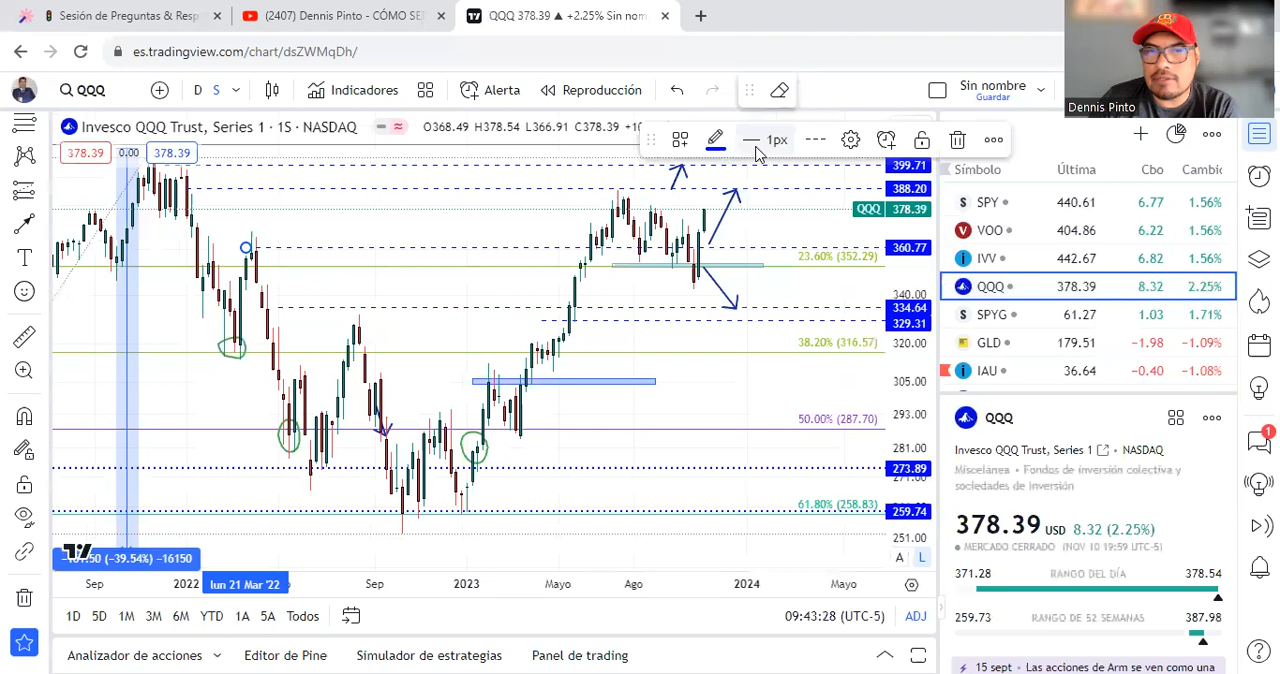 Sesión de Preguntas & Resp
(2407) Dennis Pinto - CÓMO SE
QQQ 378.39 ▲ +2.25% Sin nom
es.tradingview.com/chart/dsZWMqDh/
QQQ
D S
Indicadores
Alerta
Reproducción
Sin nombre
Guardar
Dennis Pinto
Invesco QQQ Trust, Series 1 · 1S · NASDAQ
O368.49 H378.54 L366.91 C378.39
378.39 0.00 378.39
1px
399.71
388.20
QQQ 378.39
360.77
23.60% (352.29)
340.00
334.64
329.31
320.00
38.20% (316.57)
305.00
293.00
50.00% (287.70)
281.00
273.89
271.00
61.80% (258.83)
259.74
251.00
(−39.54%) −16150
A L
Sep 2022 lun 21 Mar '22 Sep 2023 Mayo Ago 2024 Mayo
1D 5D 1M 3M 6M YTD 1A 5A Todos
09:43:28 (UTC-5) ADJ
Analizador de acciones Editor de Pine Simulador de estrategias Panel de trading
Símbolo Última Cbo
SPY 440.61 6.77 1.56%
VOO 404.86 6.22 1.56%
IVV 442.67 6.82 1.56%
QQQ 378.39 8.32 2.25%
SPYG 61.27 1.03 1.71%
GLD 179.51 −1.98 −1.09%
IAU 36.64 −0.40 −1.08%
QQQ
Invesco QQQ Trust, Series 1 · NASDAQ
Miscelánea · Fondos de inversión colectiva y
sociedades de inversión
378.39 USD 8.32 (2.25%)
MERCADO CERRADO (NOV 10 19:59 UTC-5)
371.28 RANGO DEL DÍA 378.54
259.73 RANGO DE 52 SEMANAS 387.98
15 sept · Las acciones de Arm se ven como una
1